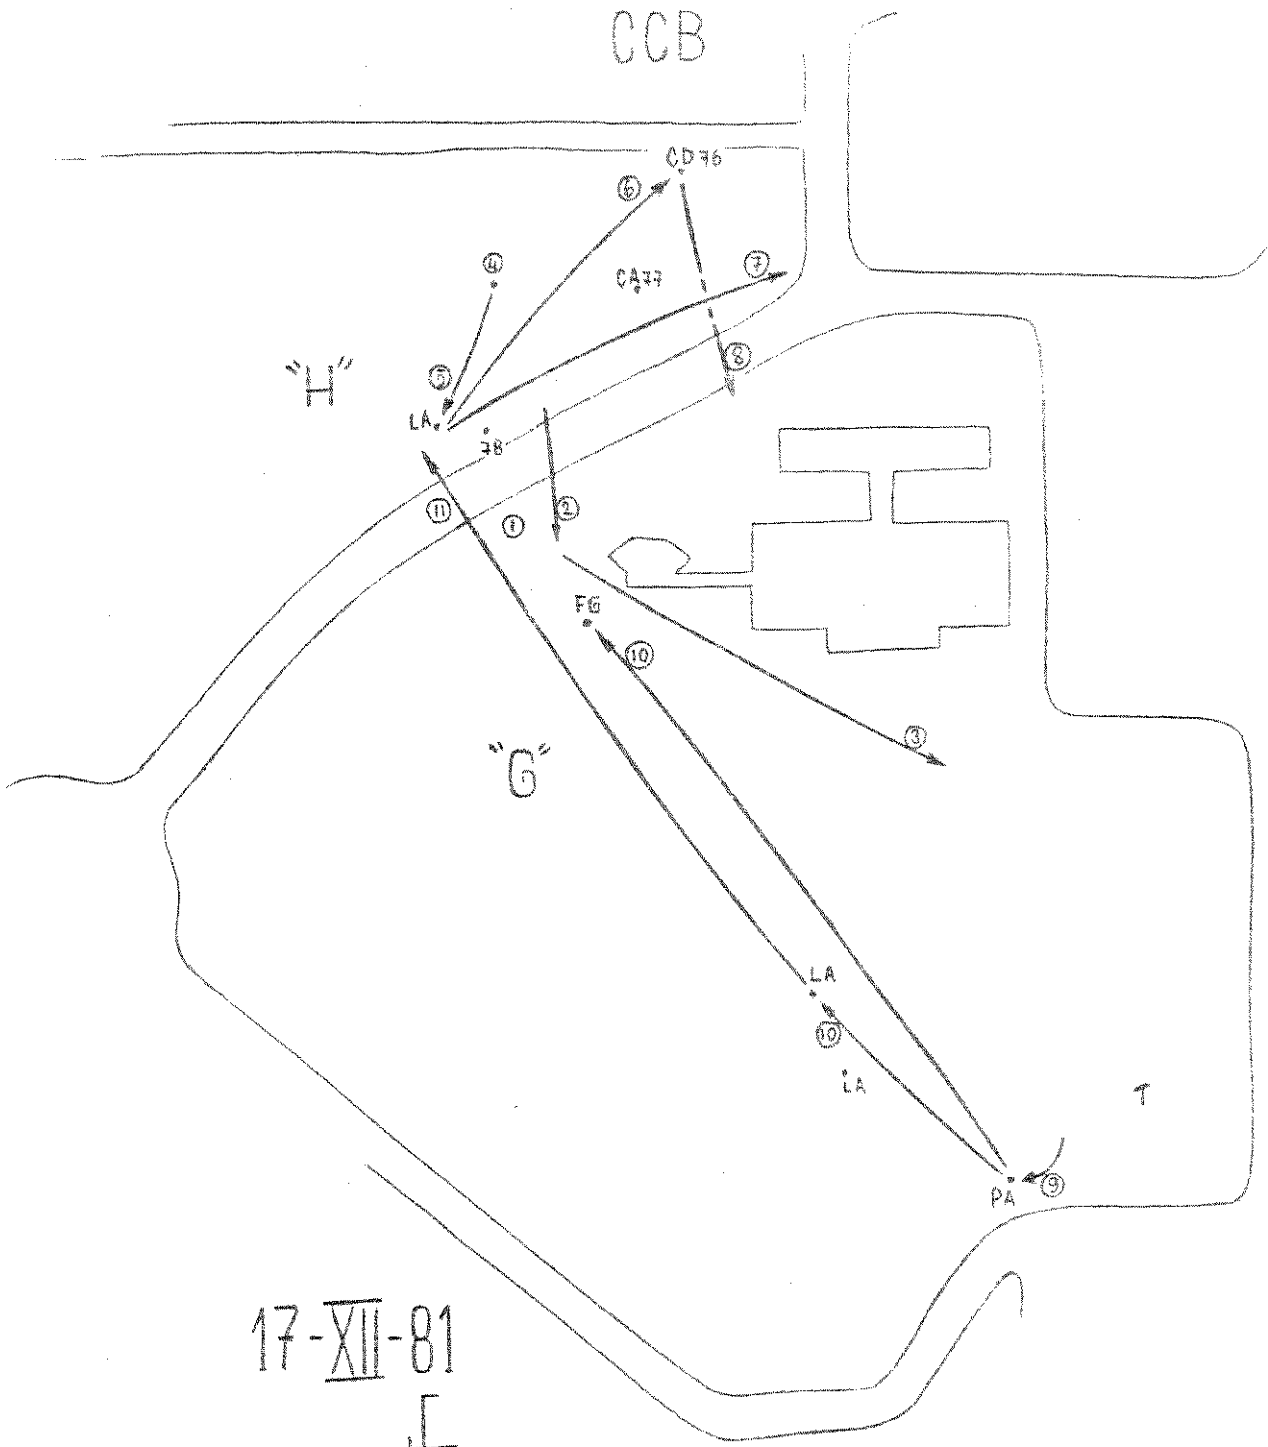 CCB
CD76
⑥
④
CA77
⑦
⑧
"H"
⑤
LA
78
⑪
①
②
FG
⑩
③
"G"
LA
⑩
LA
T
PA
⑨
17-XII-81